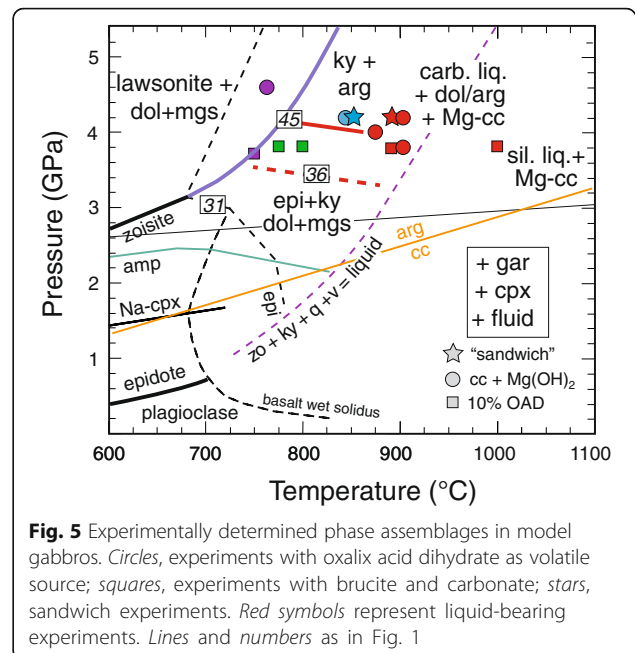 5
4
3
2
1
Pressure (GPa)
lawsonite +
dol+mgs
ky +
arg
carb. liq.
+ dol/arg
+ Mg-cc
45
sil. liq.+
Mg-cc
36
31
epi+ky
dol+mgs
zoisite
amp
arg
cc
Na-cpx
epi
zo + ky + q +v = liquid
+ gar
+ cpx
+ fluid
"sandwich"
cc + Mg(OH)₂
10% OAD
epidote
plagioclase
basalt wet solidus
600 700 800 900 1000 1100
Temperature (°C)
Fig. 5 Experimentally determined phase assemblages in model
gabbros. Circles, experiments with oxalix acid dihydrate as volatile
source; squares, experiments with brucite and carbonate; stars,
sandwich experiments. Red symbols represent liquid-bearing
experiments. Lines and numbers as in Fig. 1